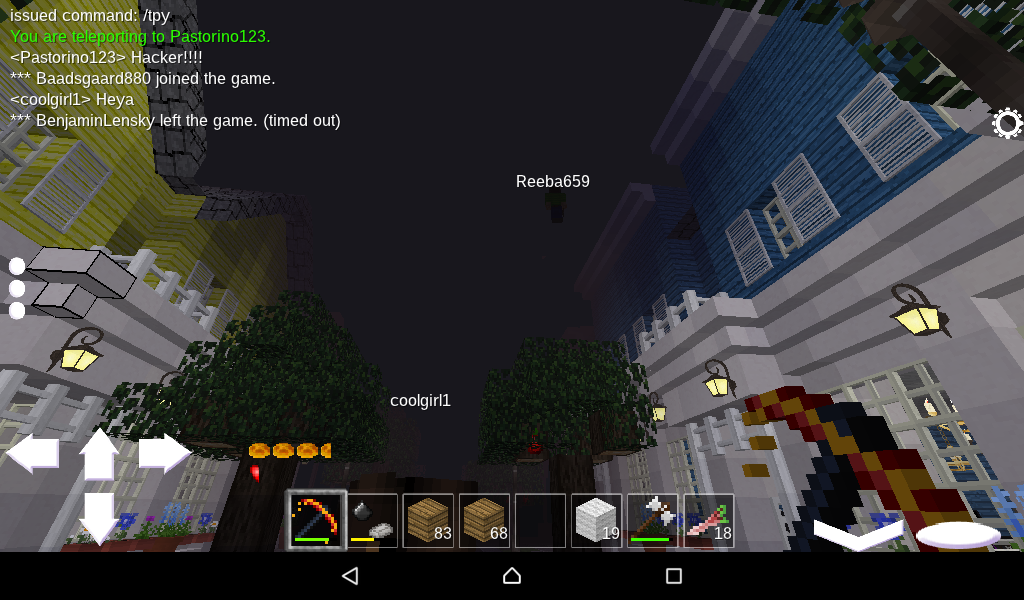 issued command: /tpy
You are teleporting to Pastorino123.
<Pastorino123> Hacker!!!!
*** Baadsgaard880 joined the game.
<coolgirl1> Heya
*** BenjaminLensky left the game. (timed out)
Reeba659
coolgirl1
83
68
19
18